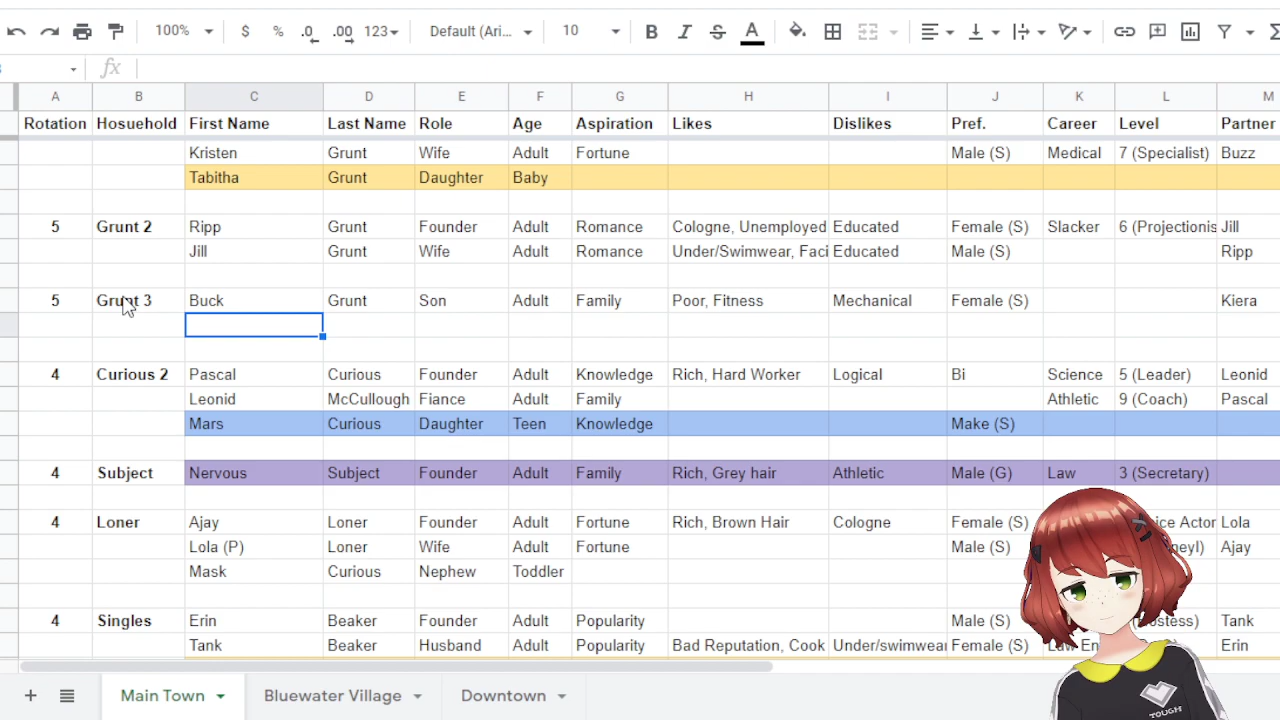 100% $ % .0 .00 123 Default (Ari... 10 B I S A
fx
A B C D E F G H I J K L M
Rotation Hosuehold First Name Last Name Role Age Aspiration Likes Dislikes Pref. Career Level Partner
Kristen Grunt Wife Adult Fortune Male (S) Medical 7 (Specialist) Buzz
Tabitha Grunt Daughter Baby
5 Grunt 2 Ripp Grunt Founder Adult Romance Cologne, Unemployed Educated Female (S) Slacker 6 (Projectionis Jill
Jill Grunt Wife Adult Romance Under/Swimwear, Faci Educated Male (S) Ripp
5 Grunt 3 Buck Grunt Son Adult Family Poor, Fitness Mechanical Female (S) Kiera
4 Curious 2 Pascal Curious Founder Adult Knowledge Rich, Hard Worker Logical Bi Science 5 (Leader) Leonid
Leonid McCullough Fiance Adult Family Athletic 9 (Coach) Pascal
Mars Curious Daughter Teen Knowledge Make (S)
4 Subject Nervous Subject Founder Adult Family Rich, Grey hair Athletic Male (G) Law 3 (Secretary)
4 Loner Ajay Loner Founder Adult Fortune Rich, Brown Hair Cologne Female (S) Actor Lola
Lola (P) Loner Wife Adult Fortune Male (S) Ajay
Mask Curious Nephew Toddler
4 Singles Erin Beaker Founder Adult Popularity Male (S) Tank
Tank Beaker Husband Adult Popularity Bad Reputation, Cook Under/swimwear Female (S) Law En Erin
+ Main Town Bluewater Village Downtown
TOUGH